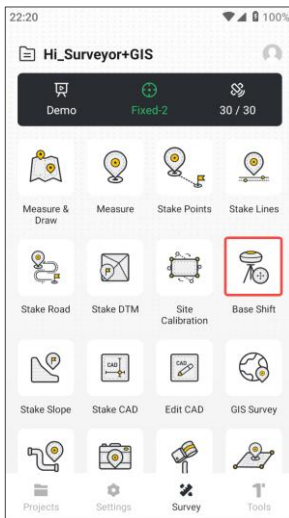 22:20
100%
Hi_Surveyor+GIS
Demo
Fixed-2
30 / 30
Measure & Draw
Measure
Stake Points
Stake Lines
Stake Road
Stake DTM
Site Calibration
Base Shift
CAD
CAD
Stake Slope
Stake CAD
Edit CAD
GIS Survey
Projects
Settings
Survey
Tools